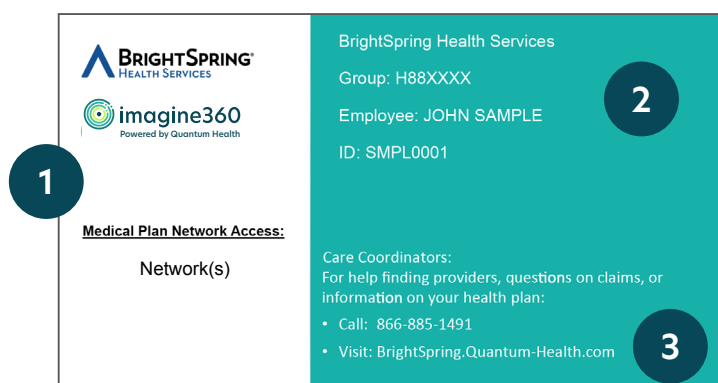 BRIGHTSPRING®
HEALTH SERVICES
imagine360
Powered by Quantum Health
1
Medical Plan Network Access:
Network(s)
BrightSpring Health Services
Group: H88XXXX
2
Employee: JOHN SAMPLE
ID: SMPL0001
Care Coordinators:
For help finding providers, questions on claims, or
information on your health plan:
• Call: 866-885-1491
• Visit: BrightSpring.Quantum-Health.com
3